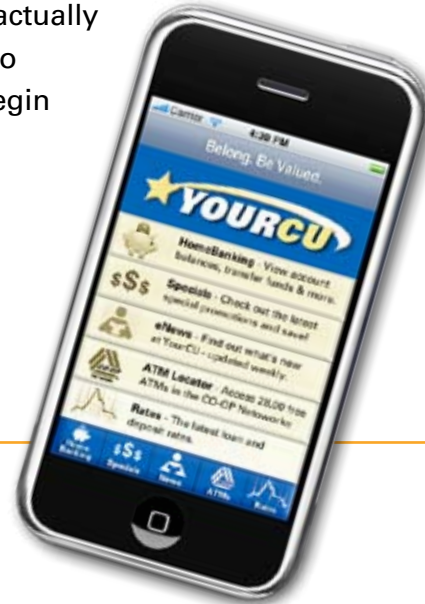 actually
o
egin
Carrier 4:30 PM
Belong. Be Valued.
YOURCU
HomeBanking - View account
balances, transfer funds & more.
$$$ Specials - Check out the latest
special promotions and save!
eNews - Find out what's new
at YourCU - updated weekly.
ATM Locator - Access 28,00 free
ATMs in the CO-OP Networks
Rates - The latest loan and
deposit rates.
Home
Banking
$$$
Specials
News
ATMs
Rates